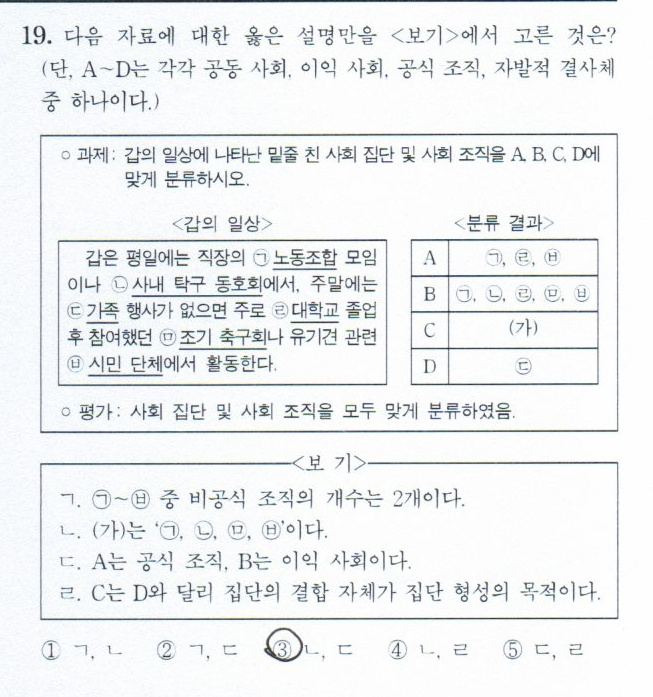 19. 다음 자료에 대한 옳은 설명만을 <보기>에서 고른 것은?
(단, A~D는 각각 공동 사회, 이익 사회, 공식 조직, 자발적 결사체
중 하나이다.)
○ 과제: 갑의 일상에 나타난 밑줄 친 사회 집단 및 사회 조직을 A, B, C, D에
맞게 분류하시오.
<갑의 일상>
갑은 평일에는 직장의 ㉠노동조합 모임
이나 ㉡사내 탁구 동호회에서, 주말에는
㉢가족 행사가 없으면 주로 ㉣대학교 졸업
후 참여했던 ㉤조기 축구회나 유기견 관련
㉥시민 단체에서 활동한다.
<분류 결과>
A ㉠, ㉣, ㉥
B ㉠, ㉡, ㉣, ㉤, ㉥
C (가)
D ㉢
○ 평가: 사회 집단 및 사회 조직을 모두 맞게 분류하였음.
<보 기>
ㄱ. ㉠~㉥ 중 비공식 조직의 개수는 2개이다.
ㄴ. (가)는 '㉠, ㉡, ㉤, ㉥'이다.
ㄷ. A는 공식 조직, B는 이익 사회이다.
ㄹ. C는 D와 달리 집단의 결합 자체가 집단 형성의 목적이다.
① ㄱ, ㄴ ② ㄱ, ㄷ ③ ㄴ, ㄷ ④ ㄴ, ㄹ ⑤ ㄷ, ㄹ